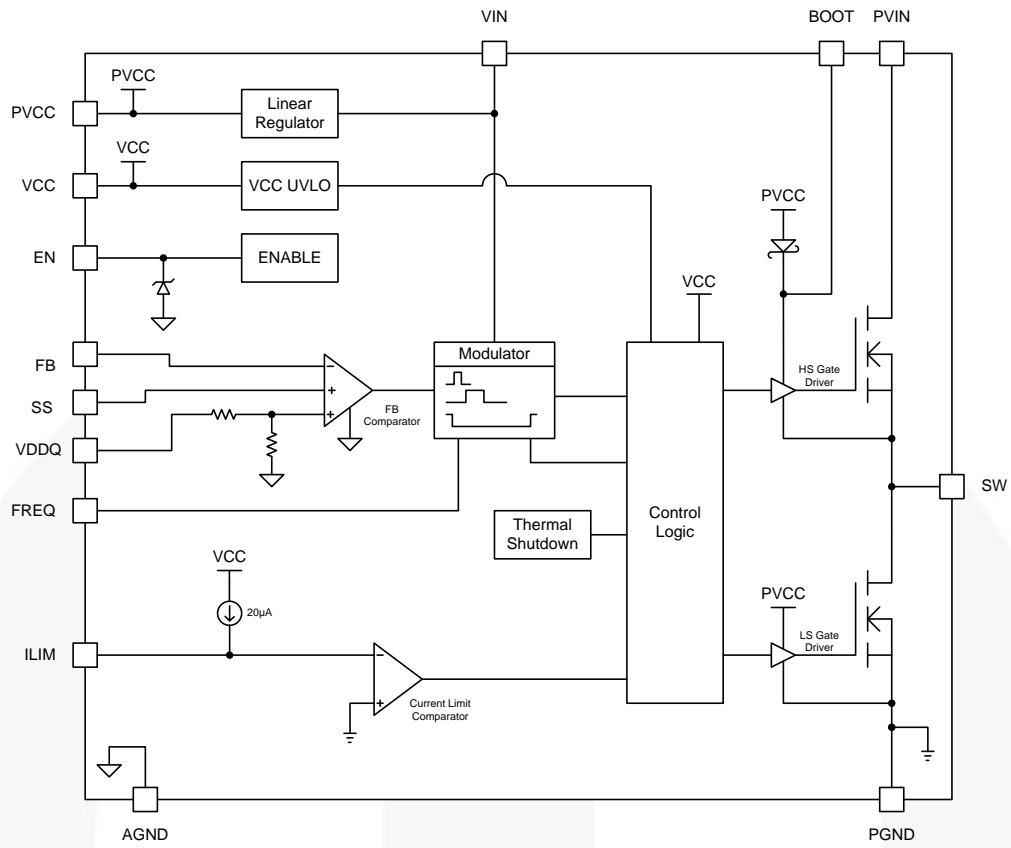 VIN
BOOT
PVIN
PVCC
PVCC
Linear
Regulator
VCC
VCC
VCC UVLO
PVCC
EN
ENABLE
VCC
FB
Modulator
HS Gate
Driver
SS
FB
Comparator
VDDQ
SW
FREQ
Control
Logic
Thermal
Shutdown
VCC
20µA
PVCC
ILIM
LS Gate
Driver
Current Limit
Comparator
AGND
PGND